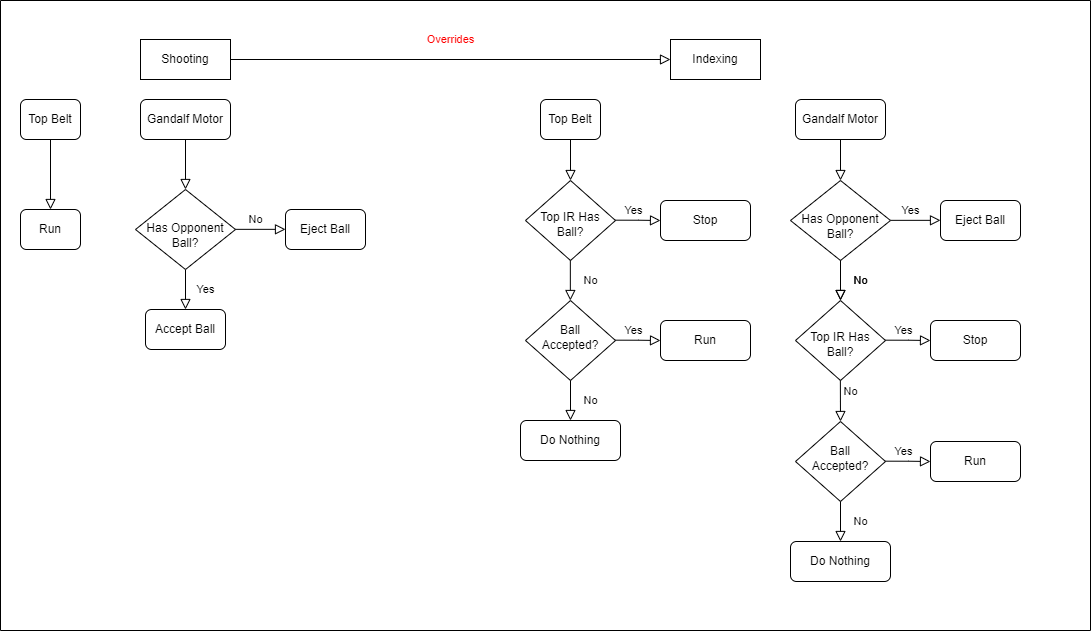 Overrides
Shooting
Indexing
Top Belt
Run
Gandalf Motor
Has Opponent
Ball?
No
Eject Ball
Yes
Accept Ball
Top Belt
Top IR Has
Ball?
Yes
Stop
No
Ball
Accepted?
Yes
Run
No
Do Nothing
Gandalf Motor
Has Opponent
Ball?
Yes
Eject Ball
No
Top IR Has
Ball?
Yes
Stop
No
Ball
Accepted?
Yes
Run
No
Do Nothing